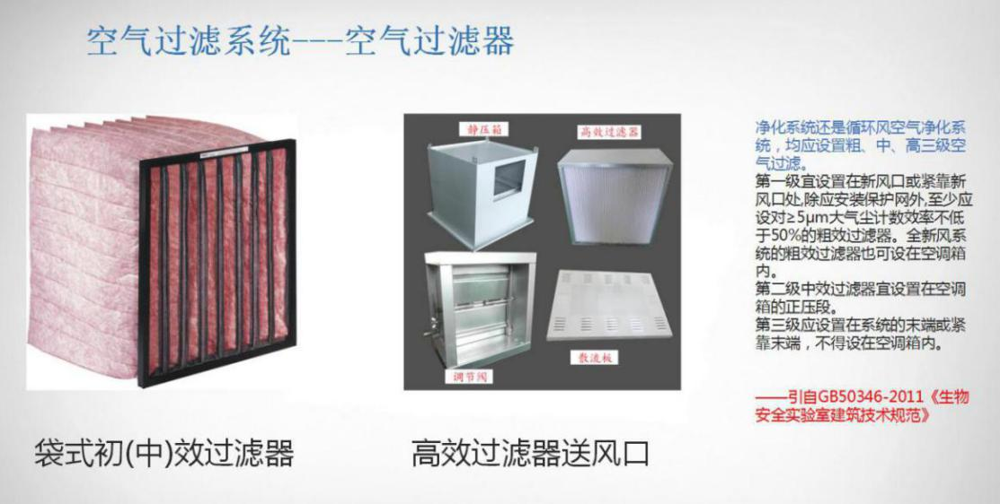 空气过滤系统---空气过滤器
静压箱
高效过滤器
调节阀
散流板
净化系统还是循环风空气净化系
统，均应设置粗、中、高三级空
气过滤。
第一级宜设置在新风口或紧靠新
风口处,除应安装保护网外,至少应
设对≥5μm大气尘计数效率不低
于50%的粗效过滤器。全新风系
统的粗效过滤器也可设在空调箱
内。
第二级中效过滤器宜设置在空调
箱的正压段。
第三级应设置在系统的末端或紧
靠末端，不得设在空调箱内。
——引自GB50346-2011《生物
安全实验室建筑技术规范》
袋式初(中)效过滤器
高效过滤器送风口